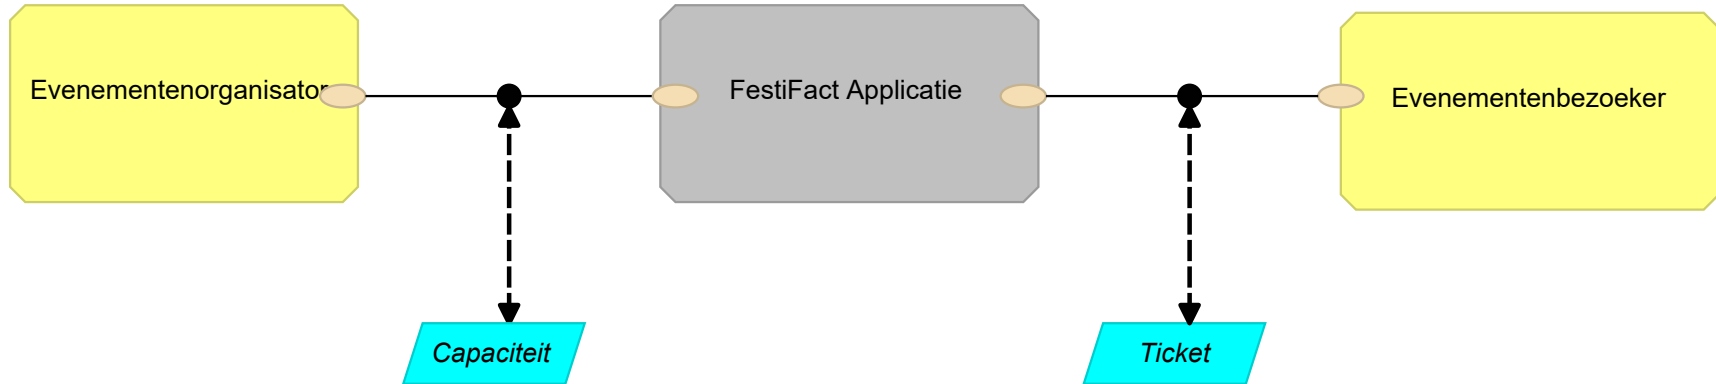 Evenementenorganisator
FestiFact Applicatie
Evenementenbezoeker
Capaciteit
Ticket